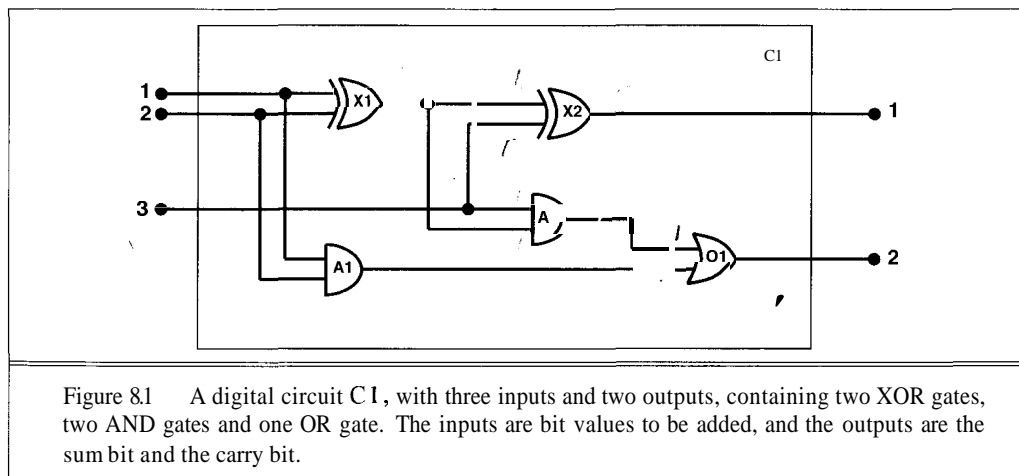 C1
1
X1
X2
1
2
3
A
A1
O1
2
Figure 8.1 A digital circuit C1, with three inputs and two outputs, containing two XOR gates,
two AND gates and one OR gate. The inputs are bit values to be added, and the outputs are the
sum bit and the carry bit.